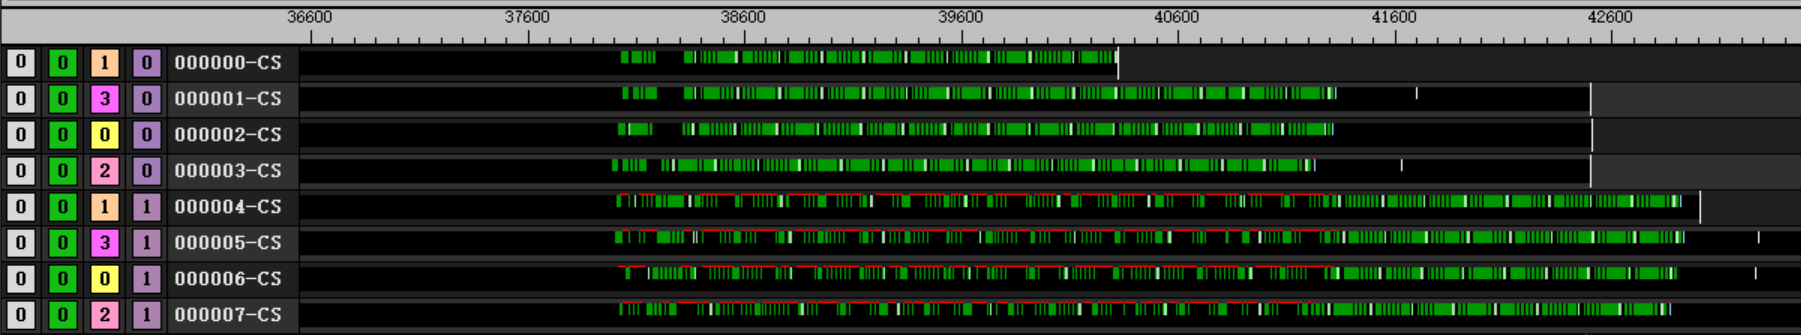 36600 37600 38600 39600 40600 41600 42600
0 0 1 0 000000-CS
0 0 3 0 000001-CS
0 0 0 0 000002-CS
0 0 2 0 000003-CS
0 0 1 1 000004-CS
0 0 3 1 000005-CS
0 0 0 1 000006-CS
0 0 2 1 000007-CS